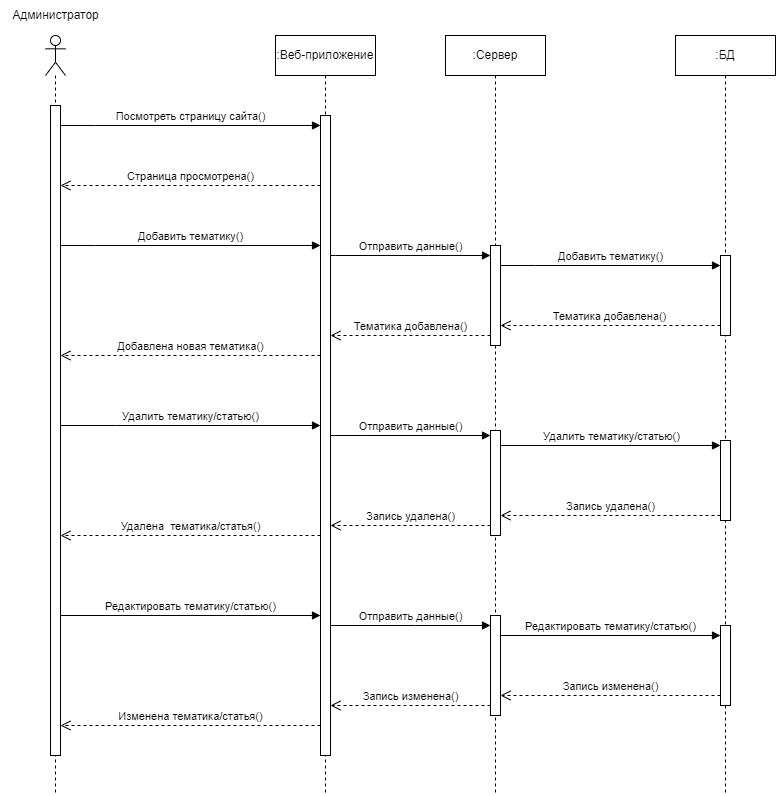 Администратор
:Веб-приложение
:Сервер
:БД
Посмотреть страницу сайта()
Страница просмотрена()
Добавить тематику()
Отправить данные()
Добавить тематику()
Тематика добавлена()
Тематика добавлена()
Добавлена новая тематика()
Удалить тематику/статью()
Отправить данные()
Удалить тематику/статью()
Запись удалена()
Запись удалена()
Удалена  тематика/статья()
Редактировать тематику/статью()
Отправить данные()
Редактировать тематику/статью()
Запись изменена()
Запись изменена()
Изменена тематика/статья()